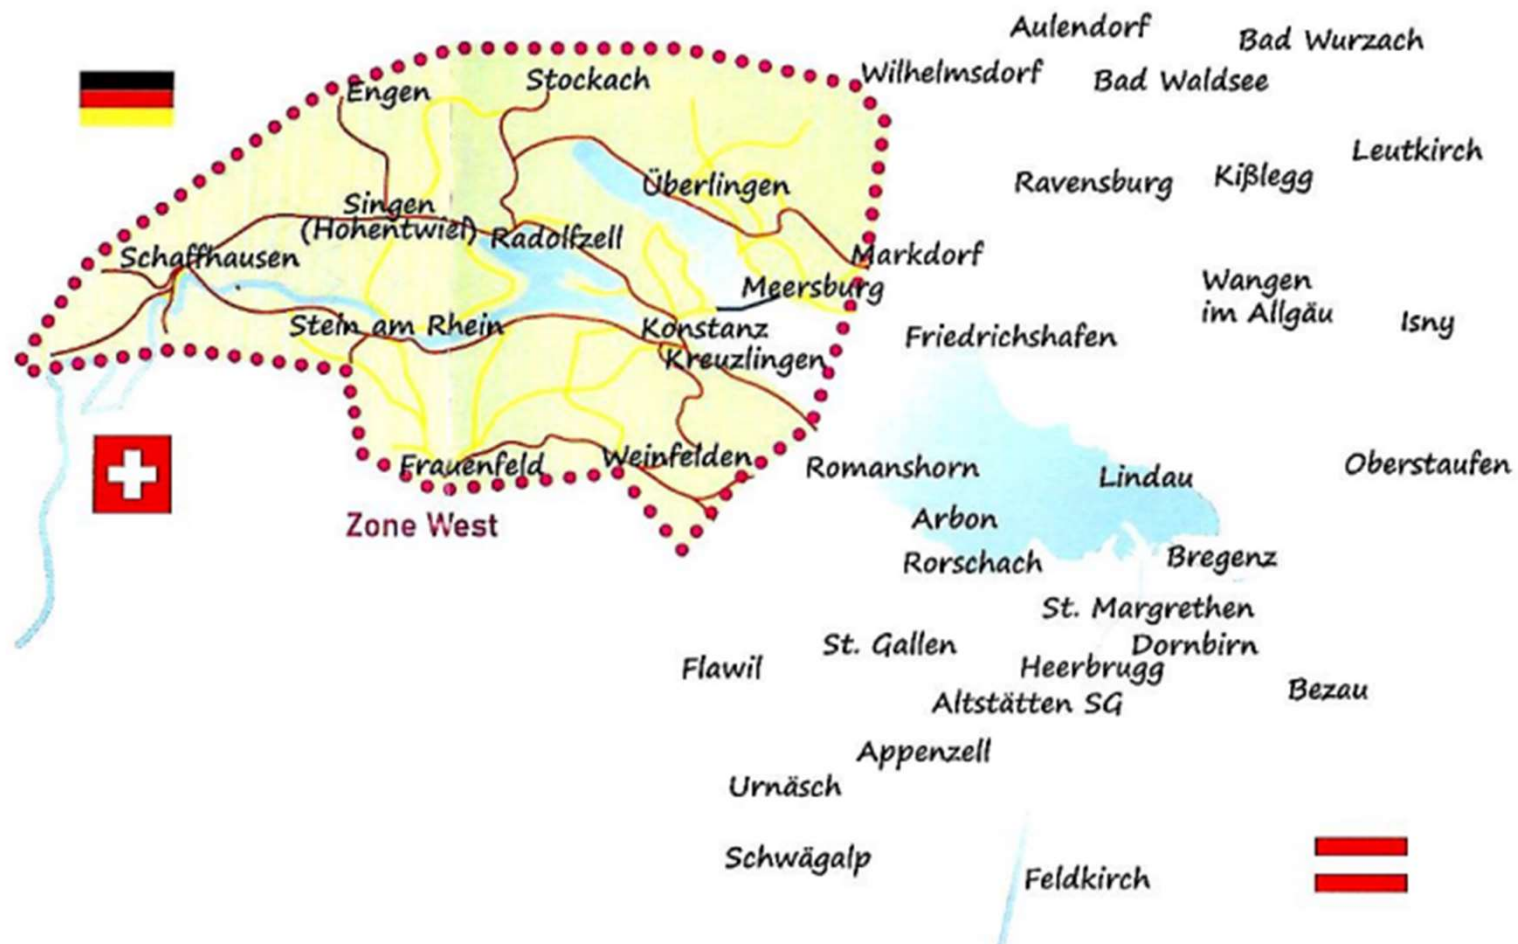 Aulendorf
Bad Wurzach
Wilhelmsdorf
Bad Waldsee
Stockach
Engen
Leutkirch
Ravensburg
Kißlegg
Überlingen
Singen
(Hohentwiel)
Radolfzell
Schaffhausen
Markdorf
Meersburg
Wangen
im Allgäu
Isny
Stein am Rhein
Konstanz
Friedrichshafen
Kreuzlingen
Frauenfeld
Weinfelden
Romanshorn
Lindau
Oberstaufen
Zone West
Arbon
Rorschach
Bregenz
St. Margrethen
St. Gallen
Dornbirn
Flawil
Heerbrugg
Bezau
Altstätten SG
Appenzell
Urnäsch
Schwägalp
Feldkirch